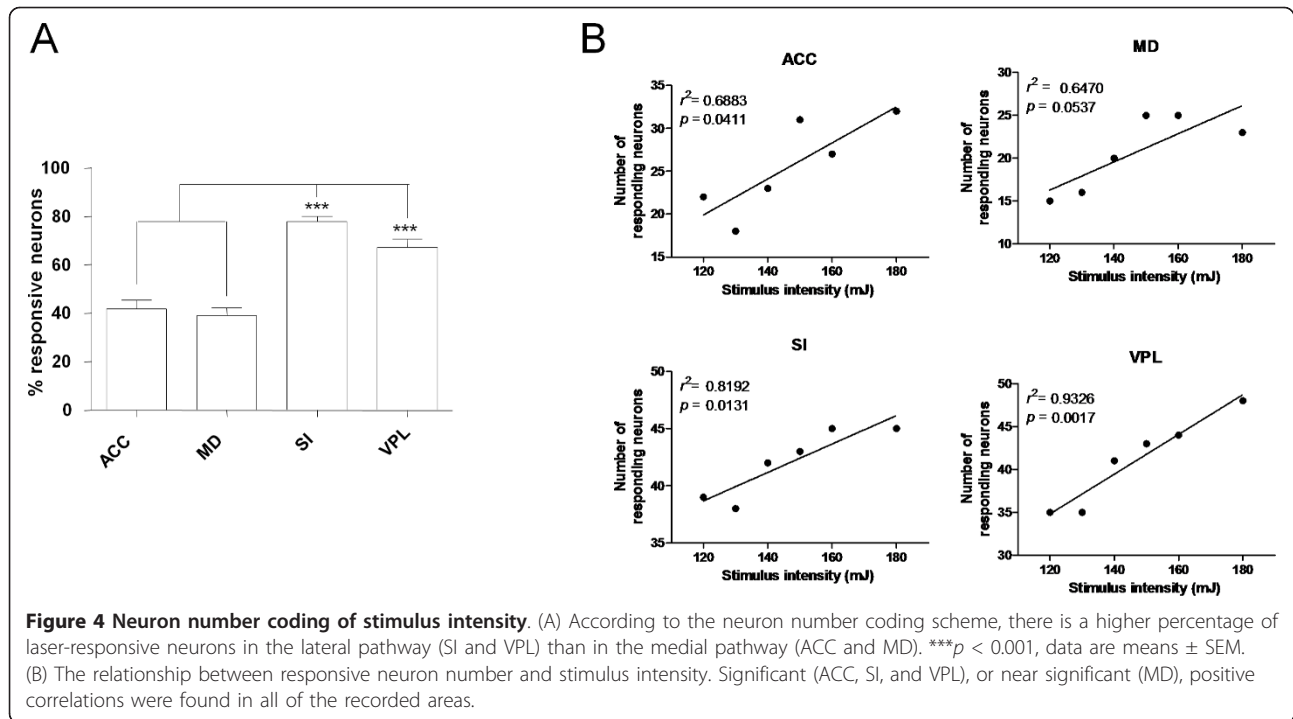 A
% responsive neurons
100
80
60
40
20
0
***
***
ACC
MD
SI
VPL
B
ACC
r² = 0.6883
p = 0.0411
Number of
responding neurons
35
30
25
20
15
120
140
160
180
Stimulus intensity (mJ)
MD
r² = 0.6470
p = 0.0537
Number of
responding neurons
30
25
20
15
10
120
140
160
180
Stimulus intensity (mJ)
SI
r² = 0.8192
p = 0.0131
Number of
responding neurons
50
45
40
35
120
140
160
180
Stimulus intensity (mJ)
VPL
r² = 0.9326
p = 0.0017
Number of
responding neurons
50
45
40
35
30
120
140
160
180
Stimulus intensity (mJ)
Figure 4 Neuron number coding of stimulus intensity. (A) According to the neuron number coding scheme, there is a higher percentage of
laser-responsive neurons in the lateral pathway (SI and VPL) than in the medial pathway (ACC and MD). ***p < 0.001, data are means ± SEM.
(B) The relationship between responsive neuron number and stimulus intensity. Significant (ACC, SI, and VPL), or near significant (MD), positive
correlations were found in all of the recorded areas.